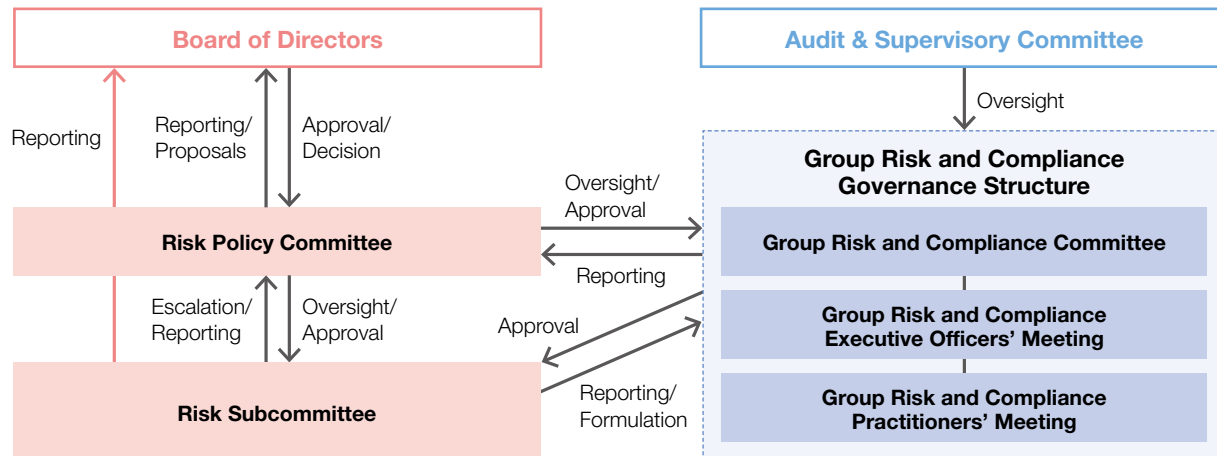 Board of Directors
Audit & Supervisory Committee
Reporting
Reporting/
Proposals
Approval/
Decision
Oversight
Group Risk and Compliance
Governance Structure
Oversight/
Approval
Risk Policy Committee
Group Risk and Compliance Committee
Reporting
Escalation/
Reporting
Oversight/
Approval
Approval
Group Risk and Compliance
Executive Officers' Meeting
Risk Subcommittee
Reporting/
Formulation
Group Risk and Compliance
Practitioners' Meeting